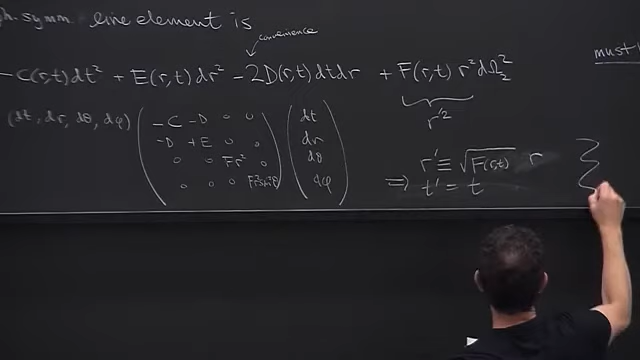 ph. symm. line element is
convenience
-C(r,t)dt² + E(r,t)dr² - 2D(r,t)dtdr + F(r,t) r²dΩ₂²
r'²
must
(dt, dr, dθ, dφ) ( -C -D 0 0 ) ( dt )
-D +E 0 0 dr
0 0 Fr² 0 dθ
0 0 0 Fr²sin²θ dφ
r' ≡ √F(r,t) r
⇒ t' = t